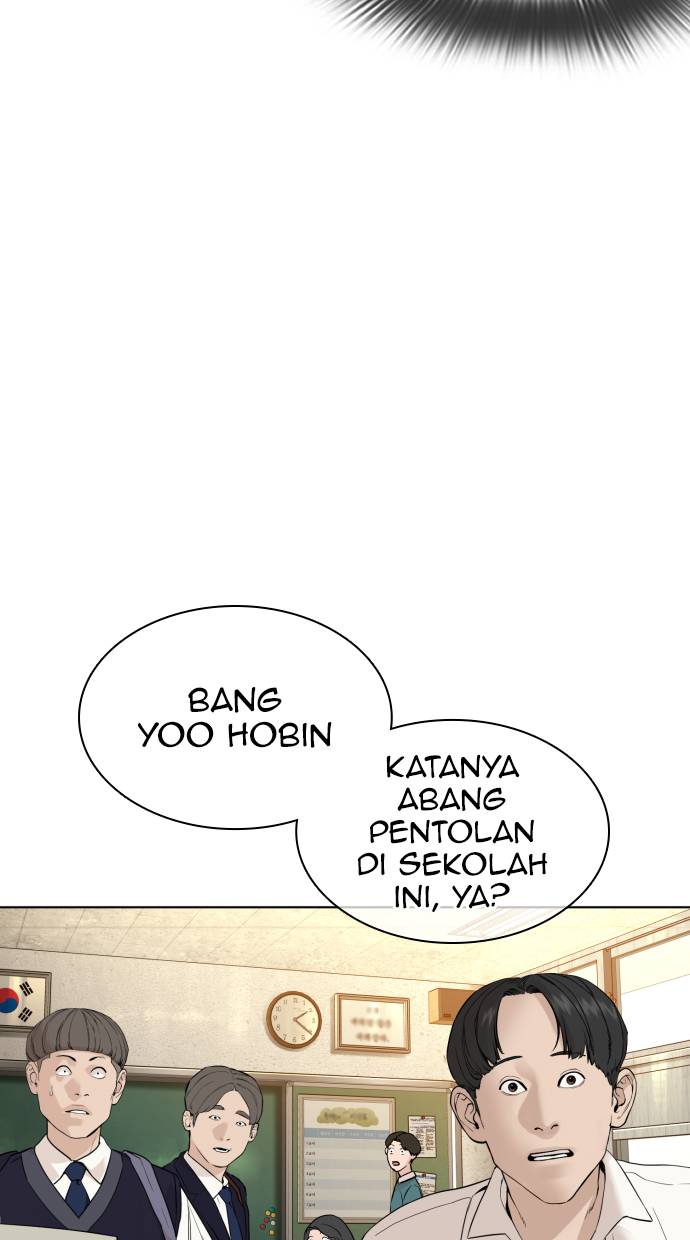 BANG
YOO HOBIN
KATANYA
ABANG
PENTOLAN
DI SEKOLAH
INI, YA?